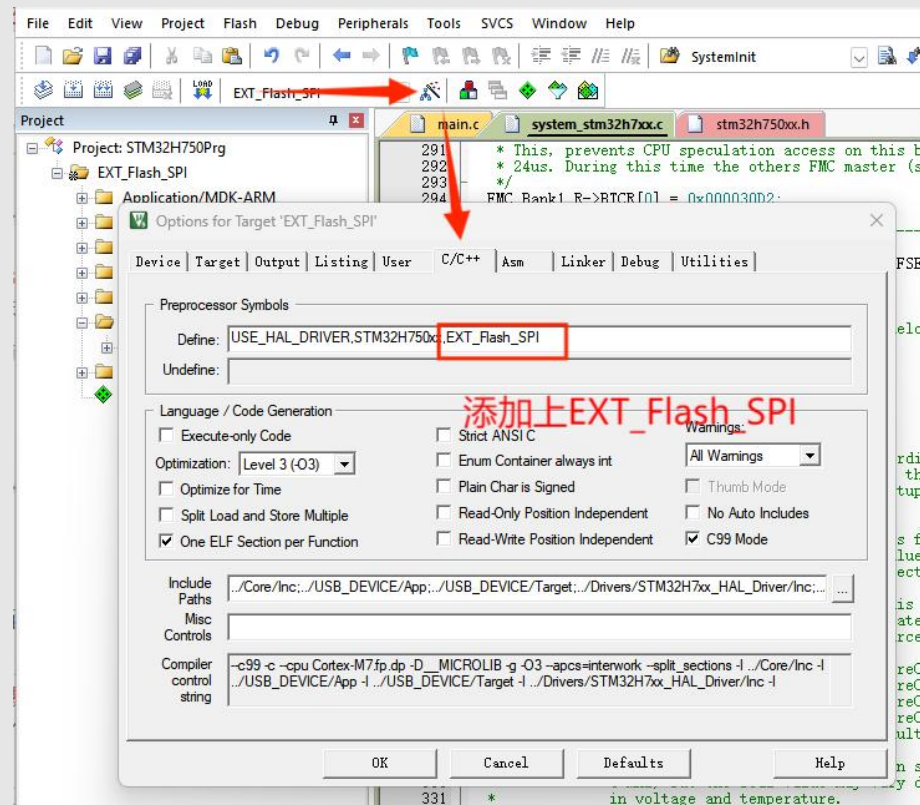 File Edit View Project Flash Debug Peripherals Tools SVCS Window Help
SystemInit
LOAD EXT_Flash_SPI
Project
main.c system_stm32h7xx.c stm32h750xx.h
Project: STM32H750Prg
EXT_Flash_SPI
Application/MDK-ARM
291 * This, prevents CPU speculation access on this b
292 * 24us. During this time the others FMC master (s
293 */
294 FMC_Bank1_R->BTCR[0] = 0x000030D2;
Options for Target 'EXT_Flash_SPI'
Device Target Output Listing User C/C++ Asm Linker Debug Utilities
Preprocessor Symbols
Define: USE_HAL_DRIVER,STM32H750xx,EXT_Flash_SPI
Undefine:
添加上EXT_Flash_SPI
Language / Code Generation
Execute-only Code
Strict ANSI C
Warnings:
Optimization: Level 3 (-O3)
Enum Container always int
All Warnings
Optimize for Time
Plain Char is Signed
Thumb Mode
Split Load and Store Multiple
Read-Only Position Independent
No Auto Includes
One ELF Section per Function
Read-Write Position Independent
C99 Mode
Include Paths
../Core/Inc;../USB_DEVICE/App;../USB_DEVICE/Target;../Drivers/STM32H7xx_HAL_Driver/Inc;...
...
Misc Controls
Compiler control string
--c99 -c --cpu Cortex-M7.fp.dp -D__MICROLIB -g -O3 --apcs=interwork --split_sections -I ../Core/Inc -I
../USB_DEVICE/App -I ../USB_DEVICE/Target -I ../Drivers/STM32H7xx_HAL_Driver/Inc -I
OK Cancel Defaults Help
331 * in voltage and temperature.